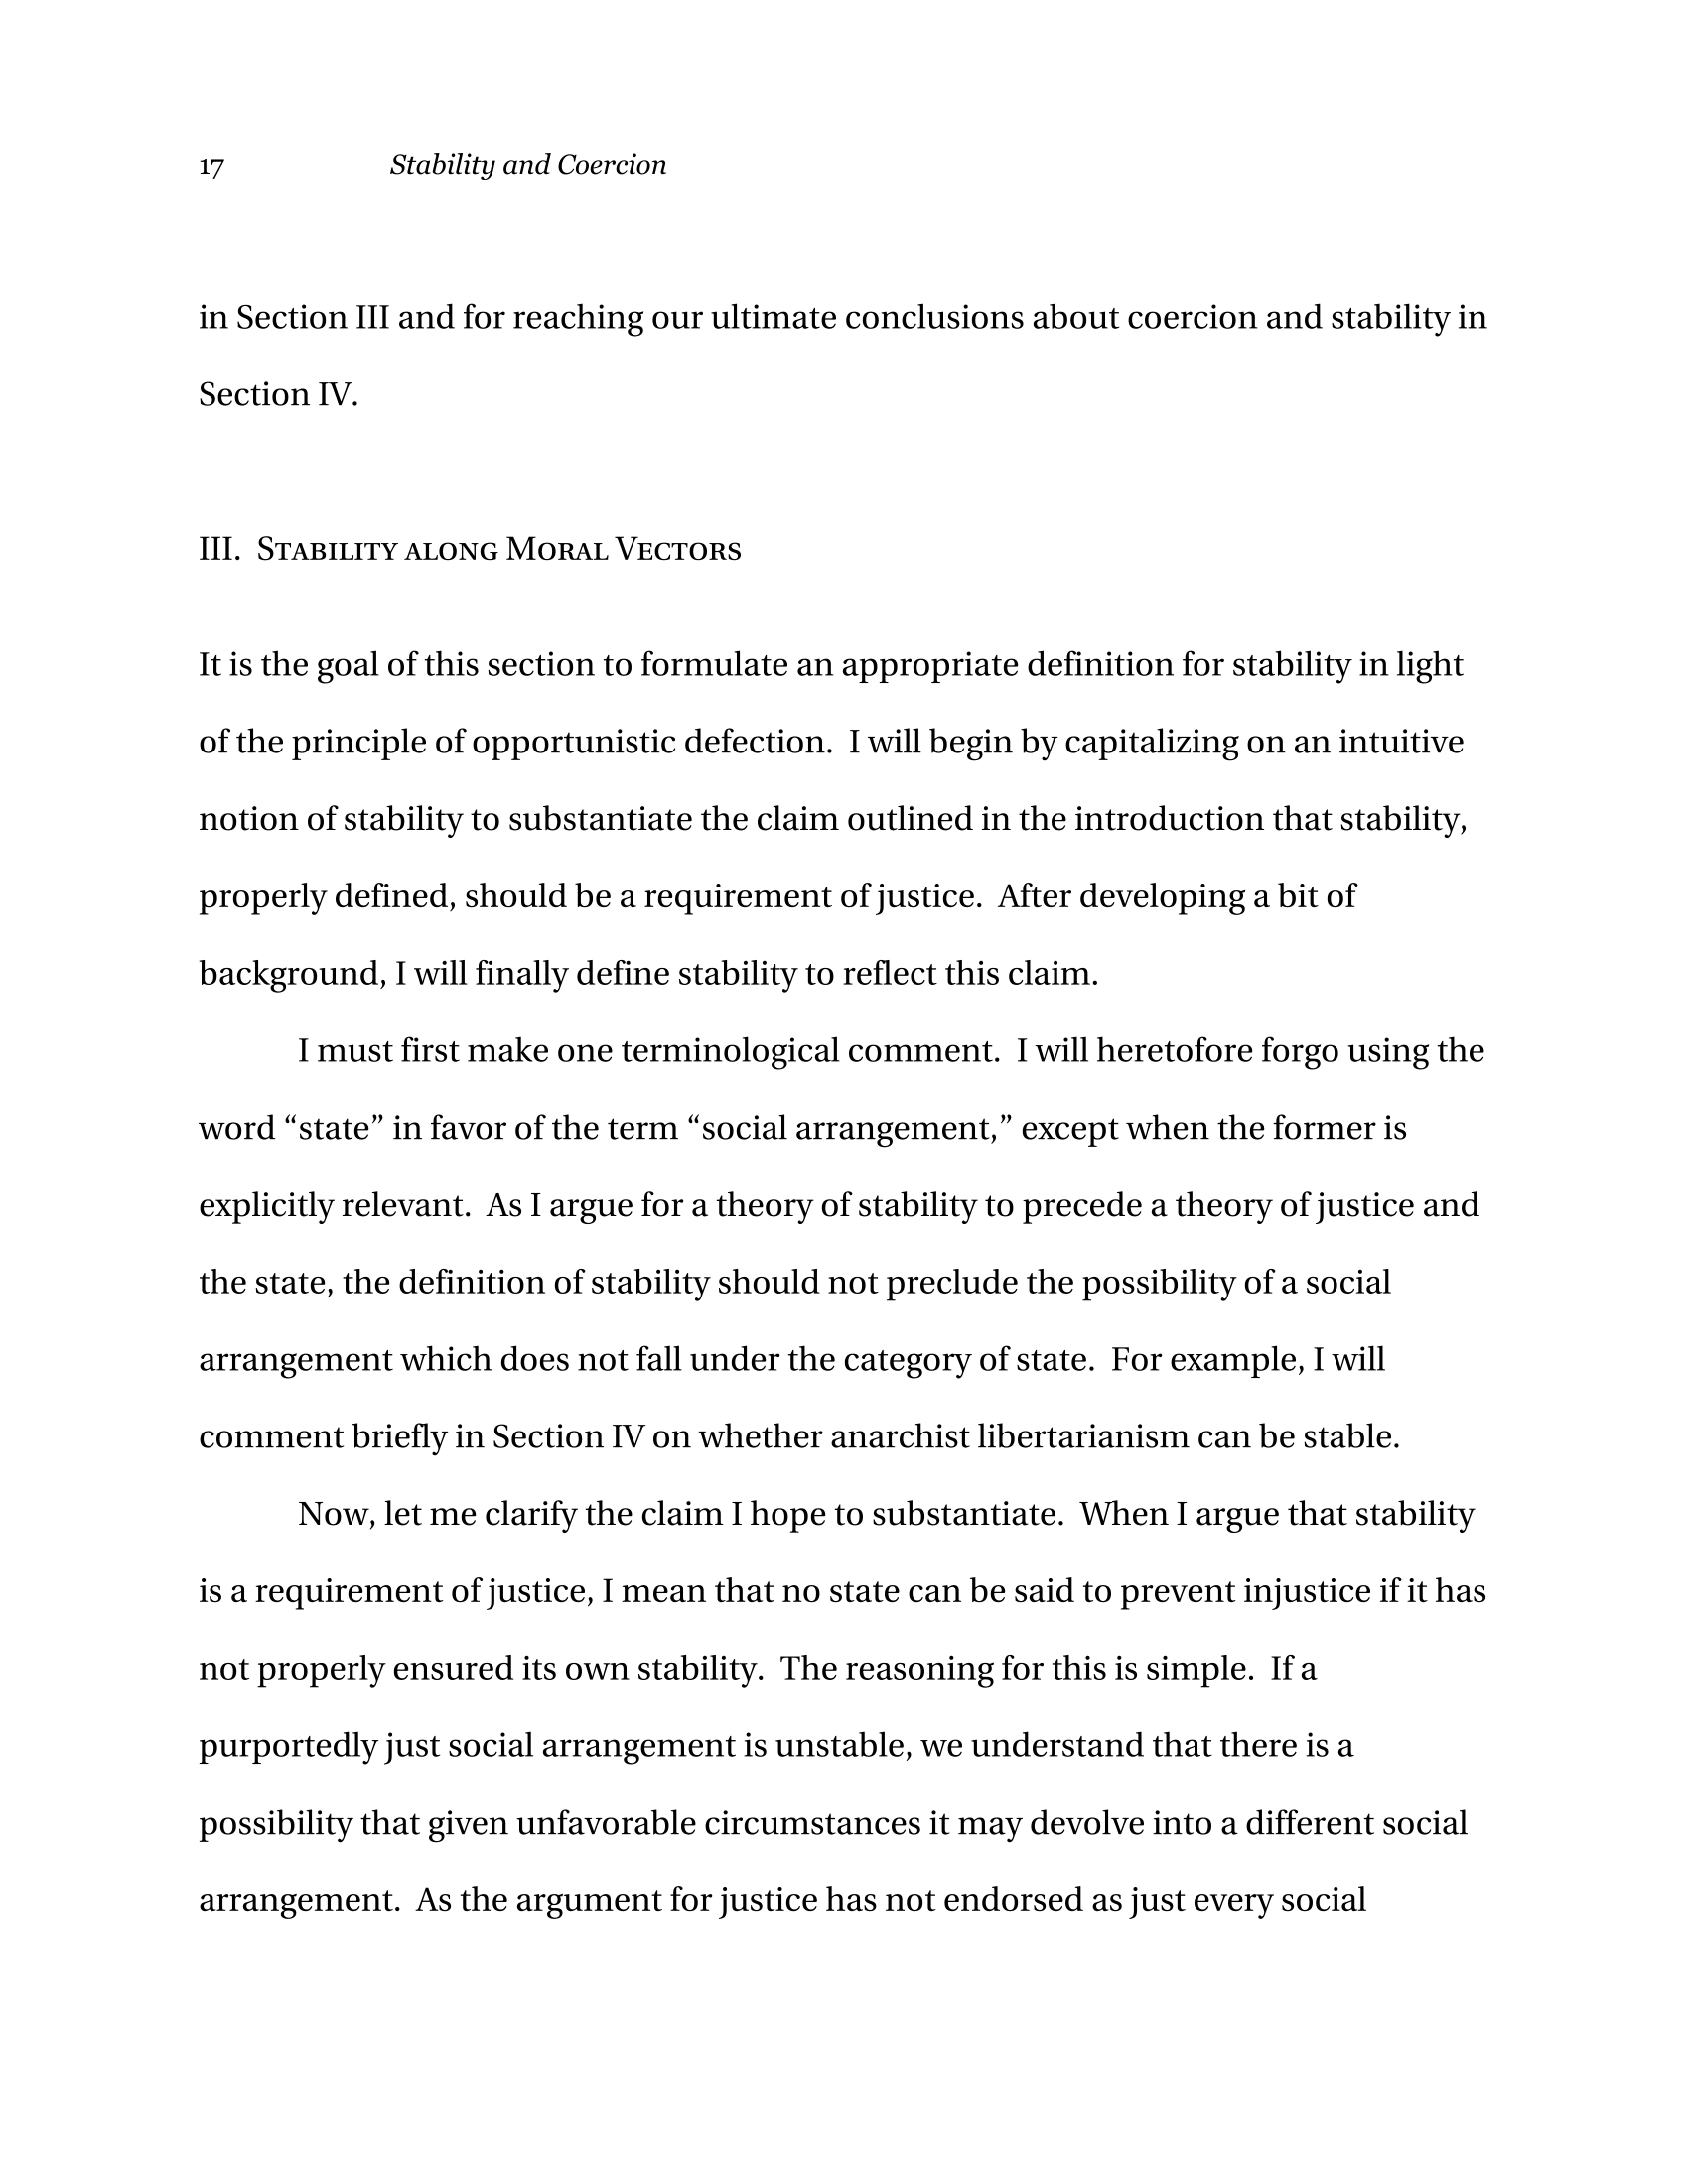 17 Stability and Coercion
in Section III and for reaching our ultimate conclusions about coercion and stability in
Section IV.
III. Stability along Moral Vectors
It is the goal of this section to formulate an appropriate definition for stability in light
of the principle of opportunistic defection. I will begin by capitalizing on an intuitive
notion of stability to substantiate the claim outlined in the introduction that stability,
properly defined, should be a requirement of justice. After developing a bit of
background, I will finally define stability to reflect this claim.
I must first make one terminological comment. I will heretofore forgo using the
word “state” in favor of the term “social arrangement,” except when the former is
explicitly relevant. As I argue for a theory of stability to precede a theory of justice and
the state, the definition of stability should not preclude the possibility of a social
arrangement which does not fall under the category of state. For example, I will
comment briefly in Section IV on whether anarchist libertarianism can be stable.
Now, let me clarify the claim I hope to substantiate. When I argue that stability
is a requirement of justice, I mean that no state can be said to prevent injustice if it has
not properly ensured its own stability. The reasoning for this is simple. If a
purportedly just social arrangement is unstable, we understand that there is a
possibility that given unfavorable circumstances it may devolve into a different social
arrangement. As the argument for justice has not endorsed as just every social